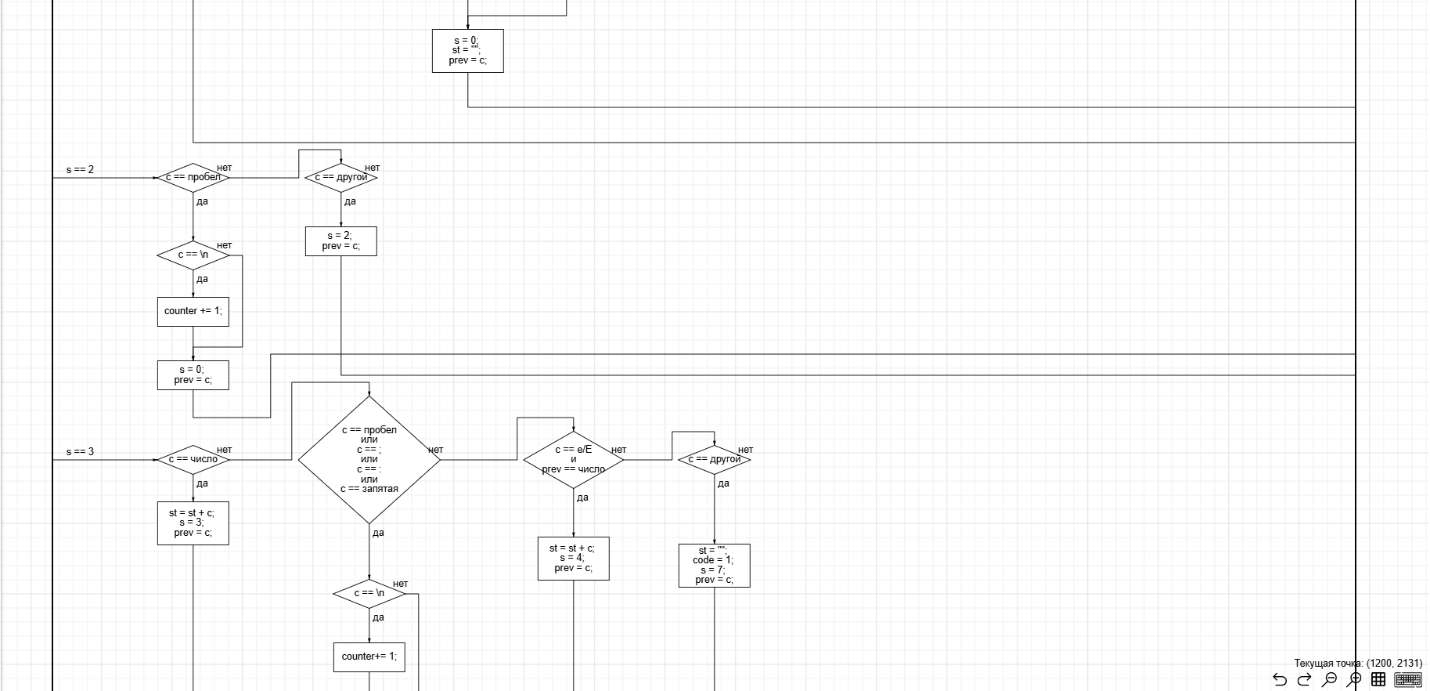 s = 0;
st = "";
prev = c;
s == 2
c == пробел
нет
да
c == другой
нет
да
s = 2;
prev = c;
c == \n
нет
да
counter += 1;
s = 0;
prev = c;
s == 3
c == число
нет
да
st = st + c;
s = 3;
prev = c;
c == пробел
или
c == ;
или
c == :
или
c == запятая
нет
да
c == \n
нет
да
counter+= 1;
c == e/E
и
prev == число
нет
да
st = st + c;
s = 4;
prev = c;
c == другой
нет
да
st = "";
code = 1;
s = 7;
prev = c;
Текущая точка: (1200, 2131)